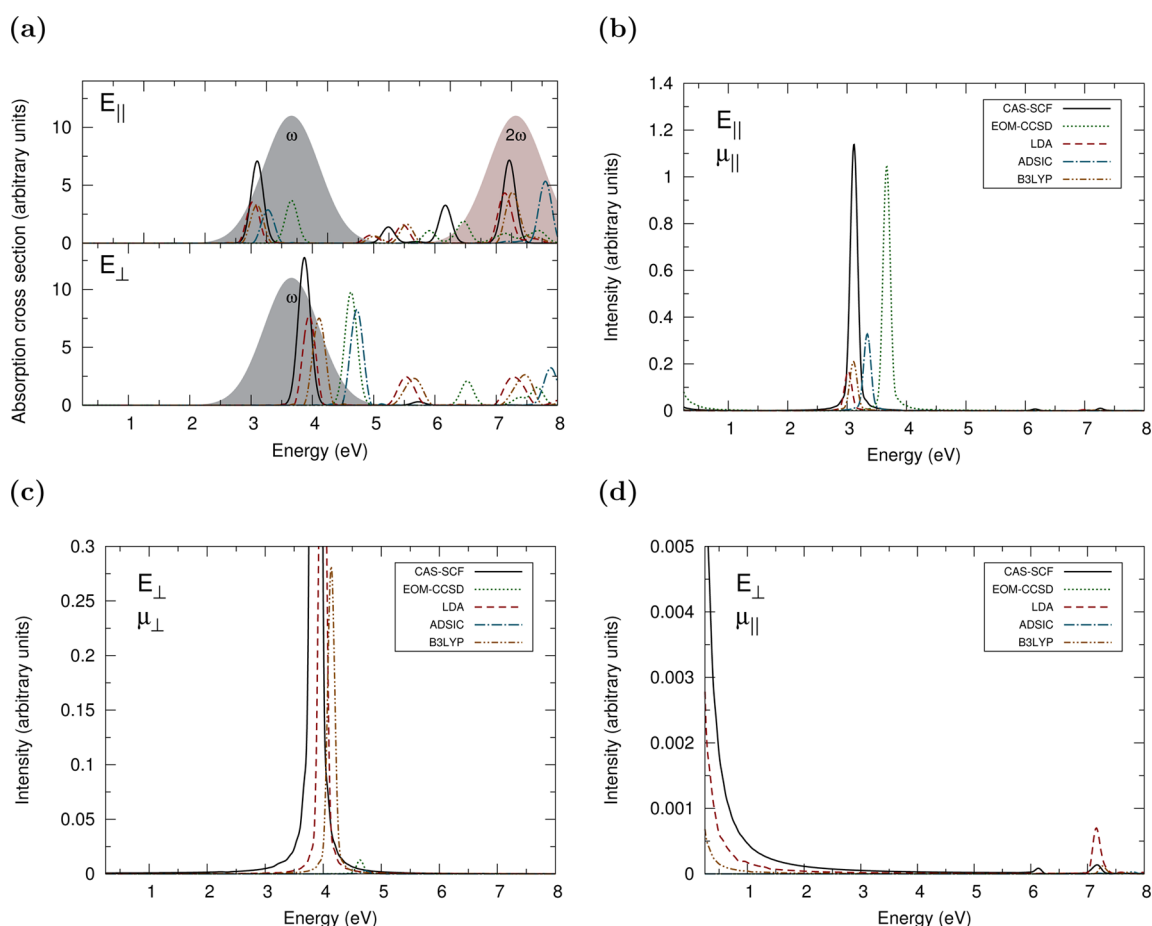 (a)
E||
ω
2ω
10
5
0
E⊥
ω
10
5
0
1 2 3 4 5 6 7 8
Absorption cross section (arbitrary units)
Energy (eV)
(b)
E||
μ||
CAS-SCF
EOM-CCSD
LDA
ADSIC
B3LYP
1.4
1.2
1.0
0.8
0.6
0.4
0.2
0
1 2 3 4 5 6 7 8
Intensity (arbitrary units)
Energy (eV)
(c)
E⊥
μ⊥
CAS-SCF
EOM-CCSD
LDA
ADSIC
B3LYP
0.3
0.25
0.2
0.15
0.1
0.05
0
1 2 3 4 5 6 7 8
Intensity (arbitrary units)
Energy (eV)
(d)
E⊥
μ||
CAS-SCF
EOM-CCSD
LDA
ADSIC
B3LYP
0.005
0.004
0.003
0.002
0.001
0
1 2 3 4 5 6 7 8
Intensity (arbitrary units)
Energy (eV)